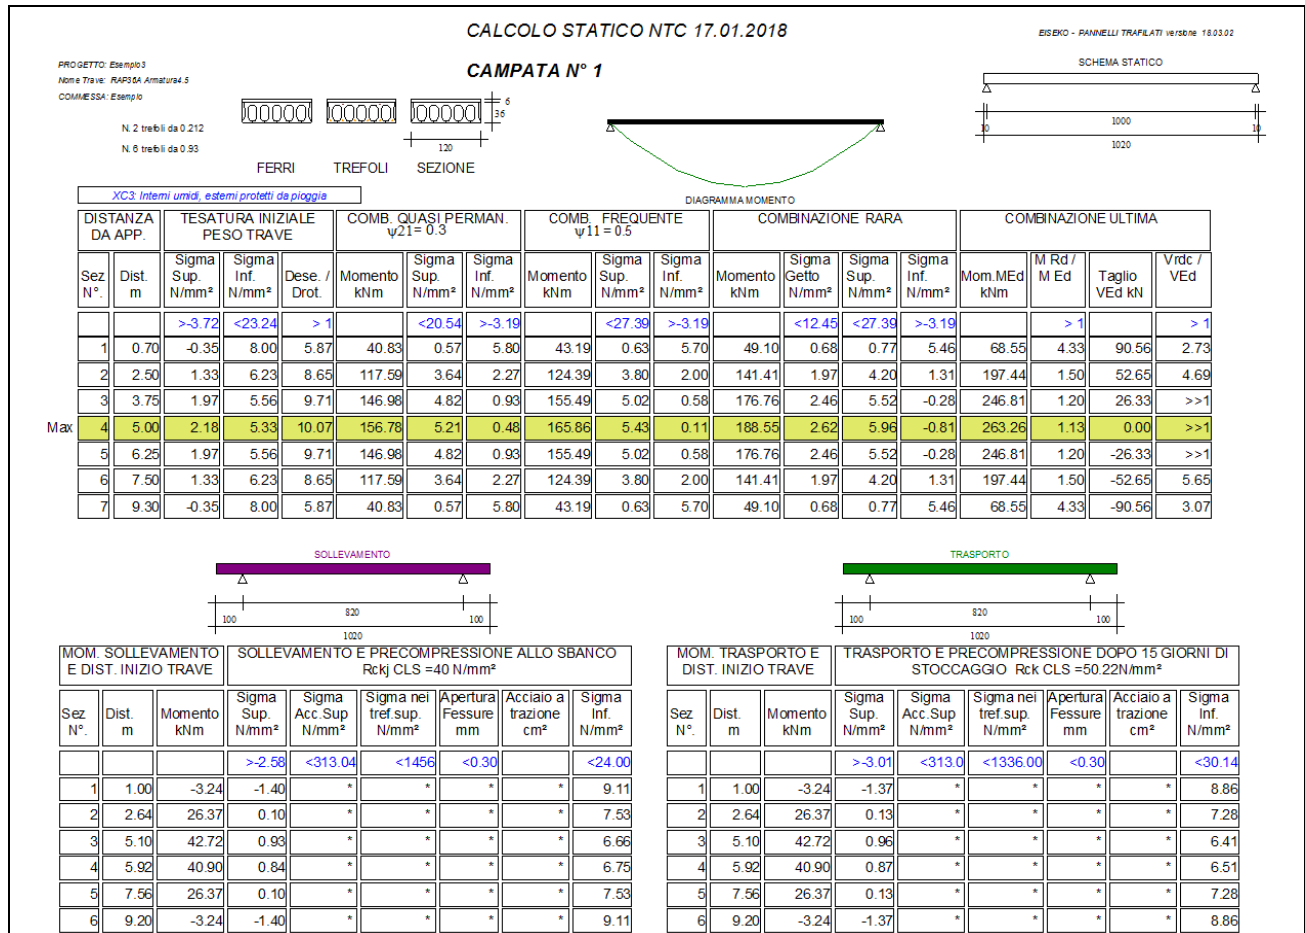 CALCOLO STATICO NTC 17.01.2018
EISEKO - PANNELLI TRAFILATI versione 18.03.02
PROGETTO: Esempio3
Nome Trave: RAP36A Armatura4.5
COMMESSA: Esempio
CAMPATA N° 1
SCHEMA STATICO
N. 2 trefoli da 0.212
N. 6 trefoli da 0.93
6
36
120
FERRI TREFOLI SEZIONE
10 1000 10
1020
XC3: Interni umidi, esterni protetti da pioggia
DIAGRAMMA MOMENTO
DISTANZA DA APP. TESATURA INIZIALE PESO TRAVE COMB. QUASI PERMAN. ψ21= 0.3 COMB. FREQUENTE ψ11 = 0.5 COMBINAZIONE RARA COMBINAZIONE ULTIMA
Sez N°. Dist. m Sigma Sup. N/mm² Sigma Inf. N/mm² Dese. / Drot. Momento kNm Sigma Sup. N/mm² Sigma Inf. N/mm² Momento kNm Sigma Sup. N/mm² Sigma Inf. N/mm² Momento kNm Sigma Getto N/mm² Sigma Sup. N/mm² Sigma Inf. N/mm² Mom.MEd kNm M Rd / M Ed Taglio VEd kN Vrdc / VEd
>-3.72 <23.24 > 1 <20.54 >-3.19 <27.39 >-3.19 <12.45 <27.39 >-3.19 > 1 > 1
1 0.70 -0.35 8.00 5.87 40.83 0.57 5.80 43.19 0.63 5.70 49.10 0.68 0.77 5.46 68.55 4.33 90.56 2.73
2 2.50 1.33 6.23 8.65 117.59 3.64 2.27 124.39 3.80 2.00 141.41 1.97 4.20 1.31 197.44 1.50 52.65 4.69
3 3.75 1.97 5.56 9.71 146.98 4.82 0.93 155.49 5.02 0.58 176.76 2.46 5.52 -0.28 246.81 1.20 26.33 >>1
Max 4 5.00 2.18 5.33 10.07 156.78 5.21 0.48 165.86 5.43 0.11 188.55 2.62 5.96 -0.81 263.26 1.13 0.00 >>1
5 6.25 1.97 5.56 9.71 146.98 4.82 0.93 155.49 5.02 0.58 176.76 2.46 5.52 -0.28 246.81 1.20 -26.33 >>1
6 7.50 1.33 6.23 8.65 117.59 3.64 2.27 124.39 3.80 2.00 141.41 1.97 4.20 1.31 197.44 1.50 -52.65 5.65
7 9.30 -0.35 8.00 5.87 40.83 0.57 5.80 43.19 0.63 5.70 49.10 0.68 0.77 5.46 68.55 4.33 -90.56 3.07
SOLLEVAMENTO
100 820 100
1020
MOM. SOLLEVAMENTO E DIST. INIZIO TRAVE SOLLEVAMENTO E PRECOMPRESSIONE ALLO SBANCO Rckj CLS =40 N/mm²
Sez N°. Dist. m Momento kNm Sigma Sup. N/mm² Sigma Acc.Sup N/mm² Sigma nei tref.sup. N/mm² Apertura Fessure mm Acciaio a trazione cm² Sigma Inf. N/mm²
>-2.58 <313.04 <1456 <0.30 <24.00
1 1.00 -3.24 -1.40 * * * * 9.11
2 2.64 26.37 0.10 * * * * 7.53
3 5.10 42.72 0.93 * * * * 6.66
4 5.92 40.90 0.84 * * * * 6.75
5 7.56 26.37 0.10 * * * * 7.53
6 9.20 -3.24 -1.40 * * * * 9.11
TRASPORTO
100 820 100
1020
MOM. TRASPORTO E DIST. INIZIO TRAVE TRASPORTO E PRECOMPRESSIONE DOPO 15 GIORNI DI STOCCAGGIO Rck CLS =50.22N/mm²
Sez N°. Dist. m Momento kNm Sigma Sup. N/mm² Sigma Acc.Sup N/mm² Sigma nei tref.sup. N/mm² Apertura Fessure mm Acciaio a trazione cm² Sigma Inf. N/mm²
>-3.01 <313.0 <1336.00 <0.30 <30.14
1 1.00 -3.24 -1.37 * * * * 8.86
2 2.64 26.37 0.13 * * * * 7.28
3 5.10 42.72 0.96 * * * * 6.41
4 5.92 40.90 0.87 * * * * 6.51
5 7.56 26.37 0.13 * * * * 7.28
6 9.20 -3.24 -1.37 * * * * 8.86